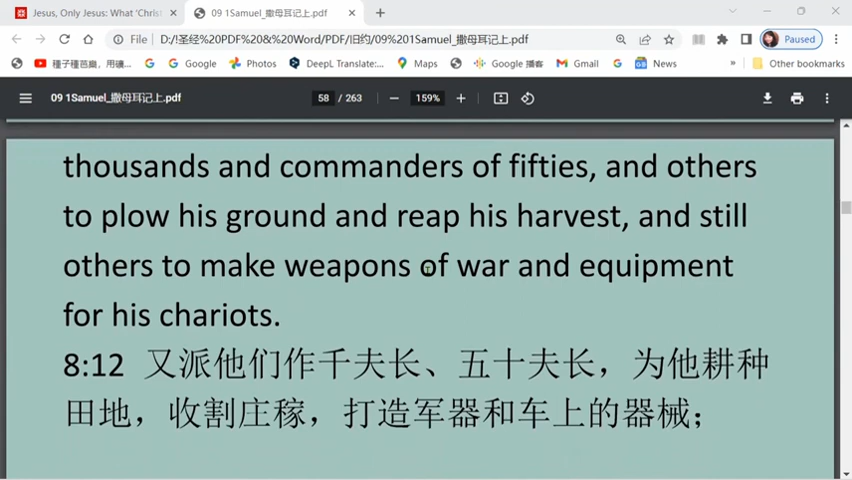 Jesus, Only Jesus: What 'Christ
09 1Samuel_撒母耳记上.pdf
File
D:/!圣经%20PDF%20&%20Word/PDF/旧约/09%201Samuel_撒母耳记上.pdf
Paused
Google
Photos
DeepL Translate:...
Maps
Google 播客
Gmail
News
»
Other bookmarks
09 1Samuel_撒母耳记上.pdf
58 / 263
159%
thousands and commanders of fifties, and others
to plow his ground and reap his harvest, and still
others to make weapons of war and equipment
for his chariots.
8:12 又派他们作千夫长、五十夫长，为他耕种
田地，收割庄稼，打造军器和车上的器械；